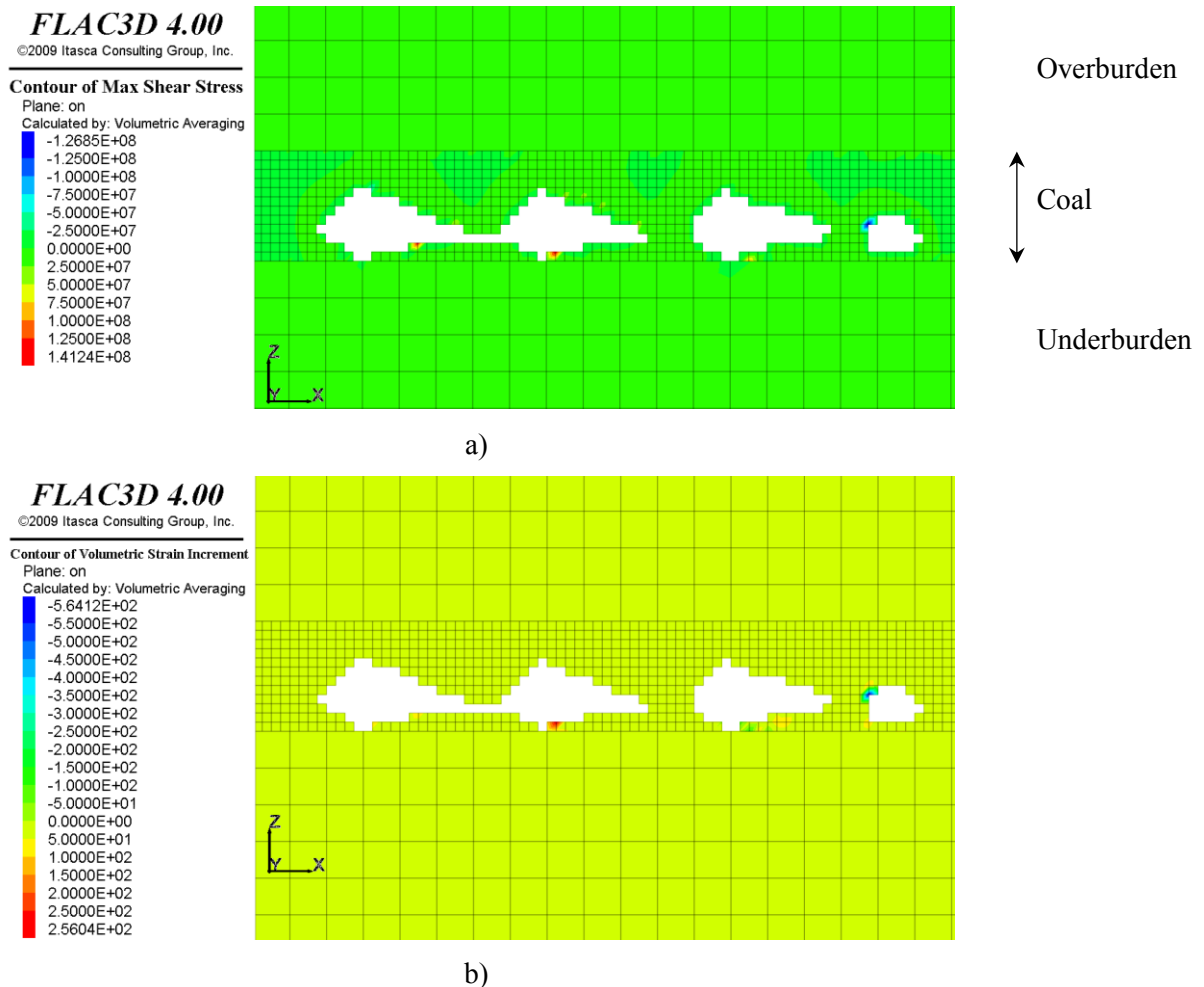 FLAC3D 4.00
©2009 Itasca Consulting Group, Inc.
Contour of Max Shear Stress
Plane: on
Calculated by: Volumetric Averaging
-1.2685E+08
-1.2500E+08
-1.0000E+08
-7.5000E+07
-5.0000E+07
-2.5000E+07
0.0000E+00
2.5000E+07
5.0000E+07
7.5000E+07
1.0000E+08
1.2500E+08
1.4124E+08
Z
Y X
Overburden
Coal
Underburden
a)
FLAC3D 4.00
©2009 Itasca Consulting Group, Inc.
Contour of Volumetric Strain Increment
Plane: on
Calculated by: Volumetric Averaging
-5.6412E+02
-5.5000E+02
-5.0000E+02
-4.5000E+02
-4.0000E+02
-3.5000E+02
-3.0000E+02
-2.5000E+02
-2.0000E+02
-1.5000E+02
-1.0000E+02
-5.0000E+01
0.0000E+00
5.0000E+01
1.0000E+02
1.5000E+02
2.0000E+02
2.5000E+02
2.5604E+02
Z
Y X
b)